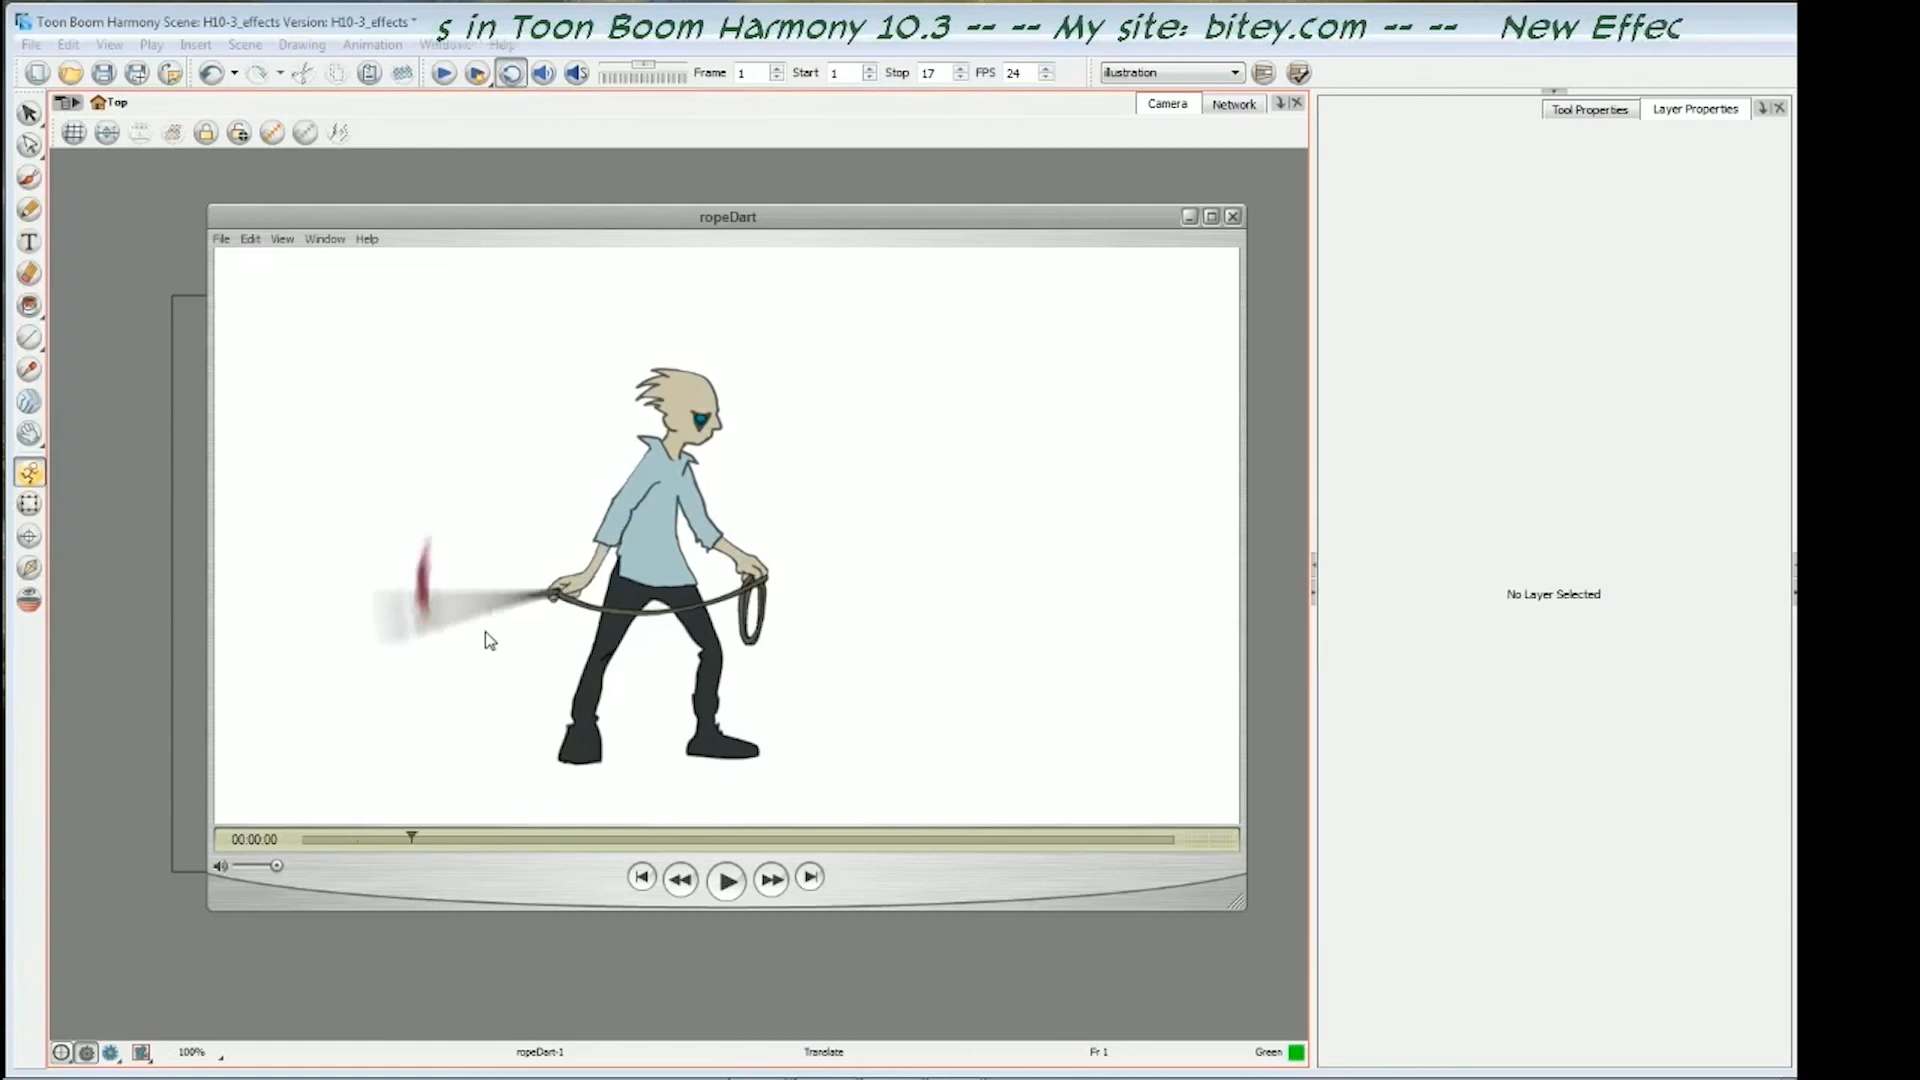 Toon Boom Harmony Scene: H10-3_effects Version: H10-3_effects *
s in Toon Boom Harmony 10.3 -- -- My site: bitey.com -- -- New Effec
File Edit View Play Insert Scene Drawing Animation Windows Help
Frame 1 Start 1 Stop 17 FPS 24 illustration
Top Camera Network
Tool Properties Layer Properties
T
ropeDart
File Edit View Window Help
No Layer Selected
00:00:00
100% ropeDart-1 Translate Fr 1 Green